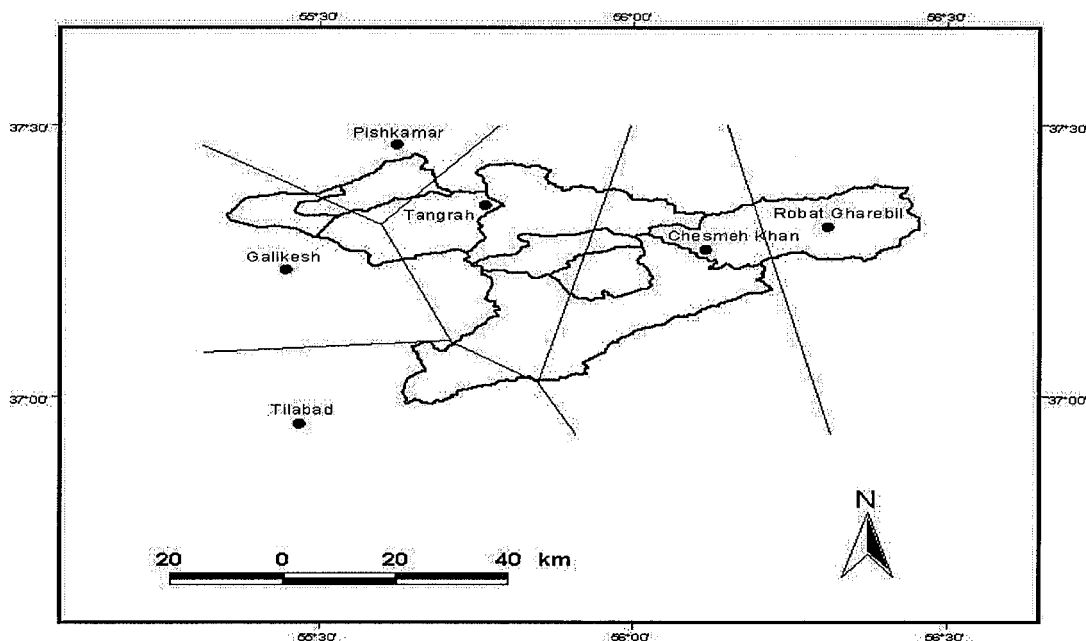 55°30' 56°00' 56°30'
37°30' 37°30'
Pishkamar
Tangrah
Robat Gharebil
Chesmeh Khan
Galikesh
37°00' 37°00'
Tilabad
N
20 0 20 40 km
55°30' 56°00' 56°30'